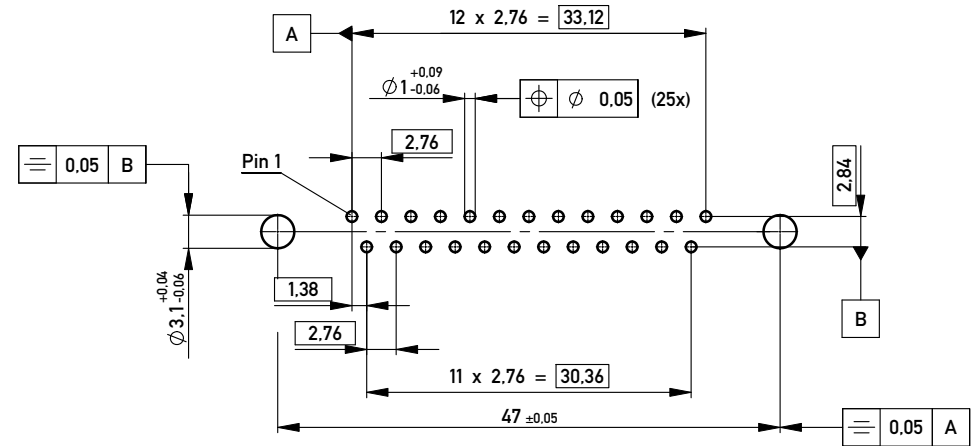 12 x 2,76 = 33,12
A
⌀1 +0,09 -0,06
⌖ ⌀ 0,05 (25x)
2,76
⌯ 0,05 B
Pin 1
2,84
⌀3,1 +0,04 -0,06
1,38
2,76
B
11 x 2,76 = 30,36
47 ±0,05
⌯ 0,05 A